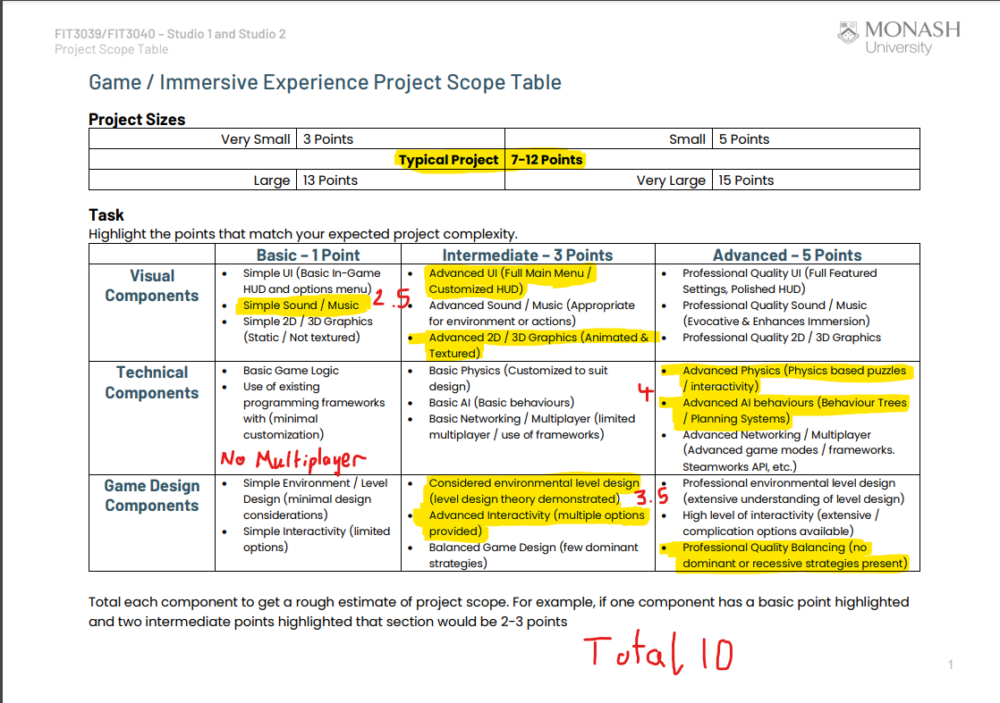 FIT3039/FIT3040 – Studio 1 and Studio 2
Project Scope Table
MONASH
University
Game / Immersive Experience Project Scope Table
Project Sizes
Very Small 3 Points Small 5 Points
Typical Project 7-12 Points
Large 13 Points Very Large 15 Points
Task
Highlight the points that match your expected project complexity.
Basic – 1 Point Intermediate – 3 Points Advanced – 5 Points
Visual
Components
• Simple UI (Basic In-Game
HUD and options menu)
• Simple Sound / Music
• Simple 2D / 3D Graphics
(Static / Not textured)
2.5
• Advanced UI (Full Main Menu /
Customized HUD)
• Advanced Sound / Music (Appropriate
for environment or actions)
• Advanced 2D / 3D Graphics (Animated &
Textured)
• Professional Quality UI (Full Featured
Settings, Polished HUD)
• Professional Quality Sound / Music
(Evocative & Enhances Immersion)
• Professional Quality 2D / 3D Graphics
Technical
Components
• Basic Game Logic
• Use of existing
programming frameworks
with (minimal
customization)
No Multiplayer
• Basic Physics (Customized to suit
design)
• Basic AI (Basic behaviours)
• Basic Networking / Multiplayer (limited
multiplayer / use of frameworks)
4
• Advanced Physics (Physics based puzzles
/ interactivity)
• Advanced AI behaviours (Behaviour Trees
/ Planning Systems)
• Advanced Networking / Multiplayer
(Advanced game modes / frameworks.
Steamworks API, etc.)
Game Design
Components
• Simple Environment / Level
Design (minimal design
considerations)
• Simple Interactivity (limited
options)
• Considered environmental level design
(level design theory demonstrated)
• Advanced Interactivity (multiple options
provided)
• Balanced Game Design (few dominant
strategies)
3.5
• Professional environmental level design
(extensive understanding of level design)
• High level of interactivity (extensive /
complication options available)
• Professional Quality Balancing (no
dominant or recessive strategies present)
Total each component to get a rough estimate of project scope. For example, if one component has a basic point highlighted
and two intermediate points highlighted that section would be 2-3 points
Total 10
1